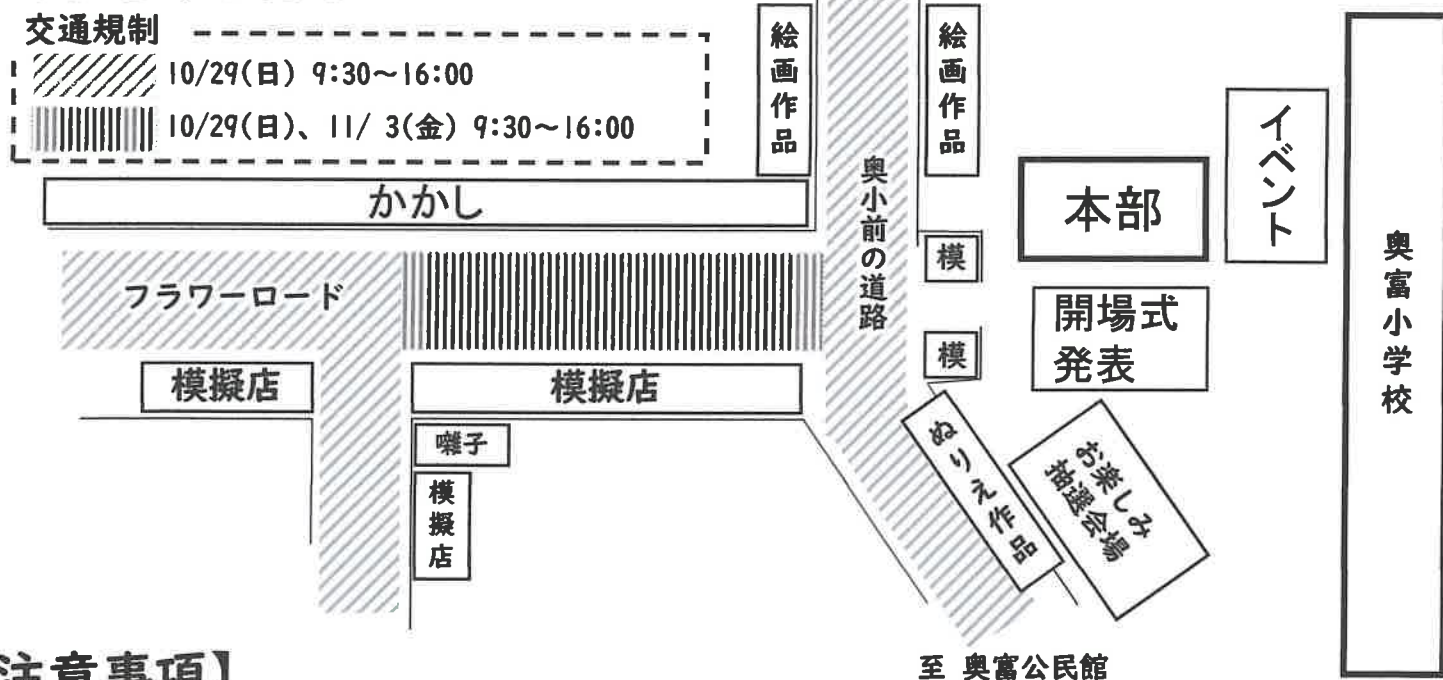 交通規制
10/29(日) 9:30～16:00
10/29(日)、11/ 3(金) 9:30～16:00
絵画作品
絵画作品
イベント
本部
かかし
奥小前の道路
模
フラワーロード
開場式
発表
模
奥富小学校
模擬店
模擬店
囃子
模擬店
ぬりえ作品
お楽しみ
抽選会場
至 奥富公民館
注意事項】